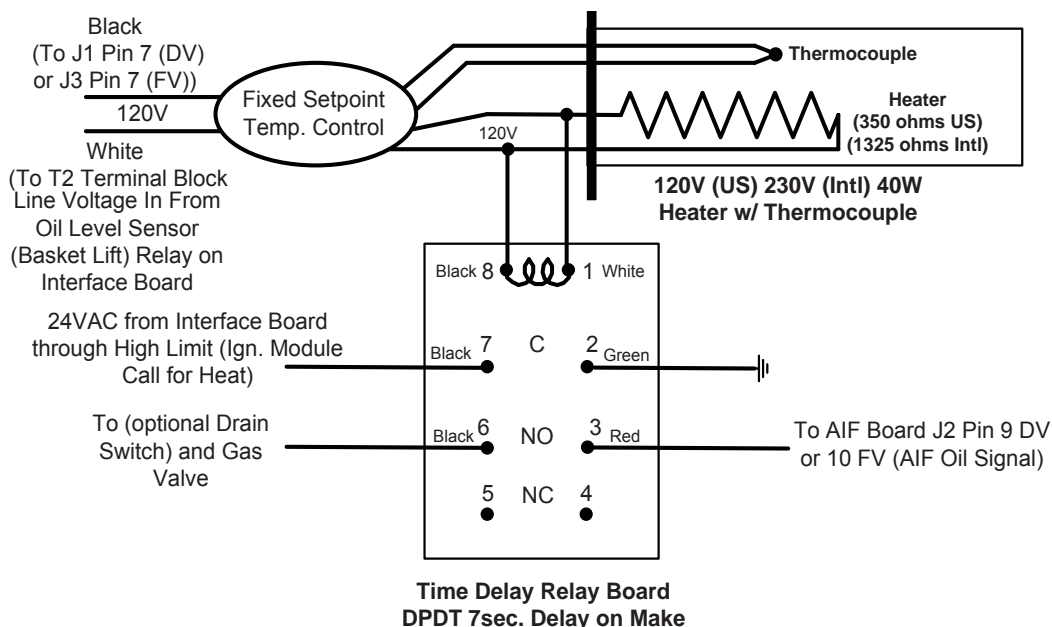 Black
(To J1 Pin 7 (DV)
or J3 Pin 7 (FV))
120V
White
(To T2 Terminal Block
Line Voltage In From
Oil Level Sensor
(Basket Lift) Relay on
Interface Board
Fixed Setpoint
Temp. Control
Thermocouple
Heater
(350 ohms US)
(1325 ohms Intl)
120V
120V (US) 230V (Intl) 40W
Heater w/ Thermocouple
Black 8 1 White
24VAC from Interface Board
through High Limit (Ign. Module
Call for Heat)
Black 7 C 2 Green
To (optional Drain
Switch) and Gas
Valve
Black 6 NO 3 Red
To AIF Board J2 Pin 9 DV
or 10 FV (AIF Oil Signal)
5 NC 4
Time Delay Relay Board
DPDT 7sec. Delay on Make